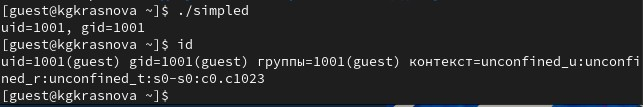 [guest@kgkrasnova ~]$ ./simpled
uid=1001, gid=1001
[guest@kgkrasnova ~]$ id
uid=1001(guest) gid=1001(guest) группы=1001(guest) контекст=unconfined_u:unconfi
ned_r:unconfined_t:s0-s0:c0.c1023
[guest@kgkrasnova ~]$